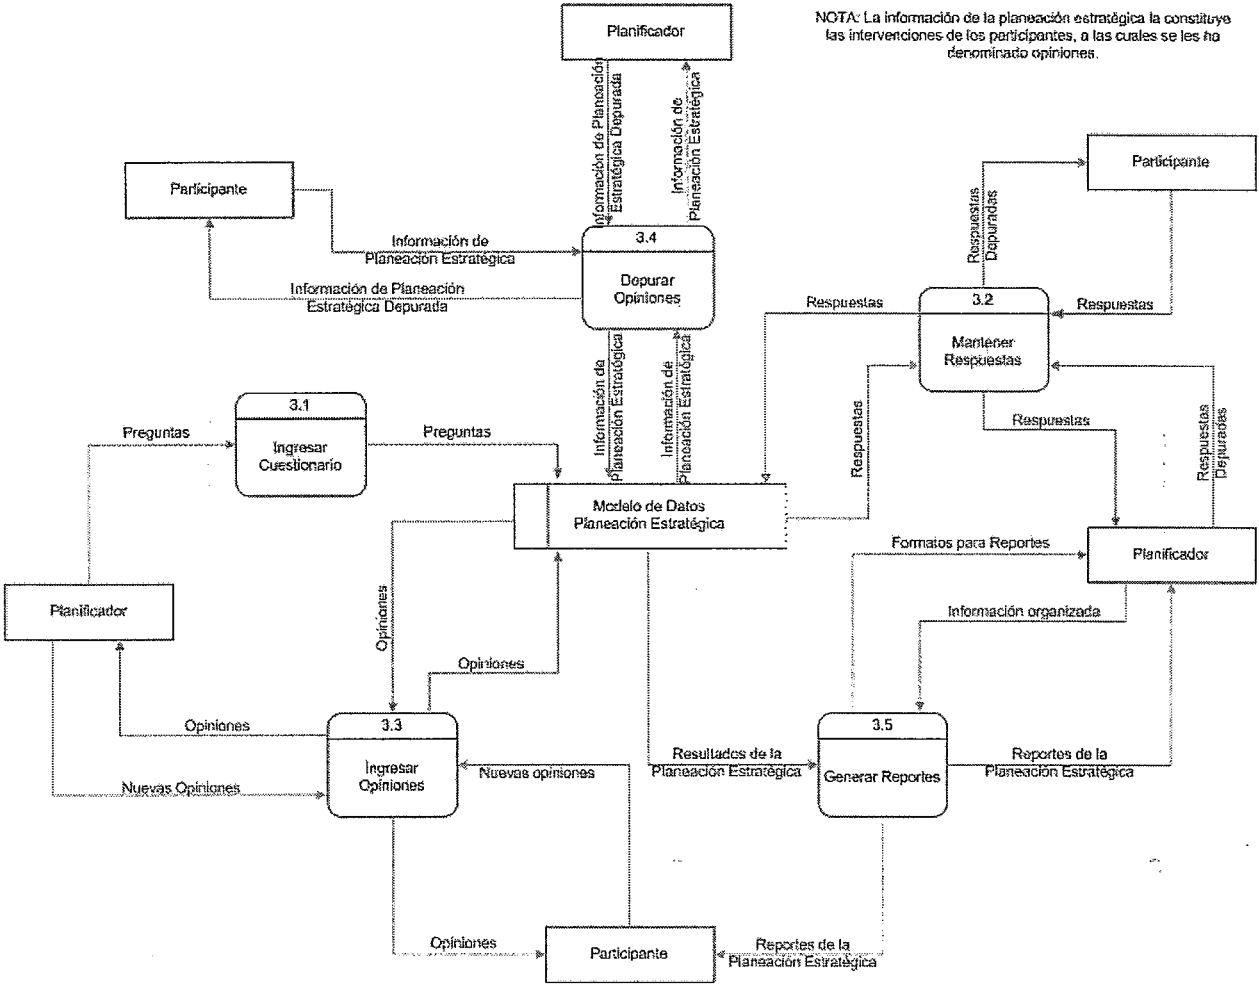 Planificador
NOTA: La información de la planeación estratégica la constituye
las intervenciones de los participantes, a las cuales se les ha
denominado opiniones.
Información de Planeación
Estratégica Depurada
Información de
Planeación Estratégica
Participante
Participante
Respuestas
Depuradas
3.4
Depurar
Opiniones
Información de
Planeación Estratégica
Información de Planeación
Estratégica Depurada
Respuestas
3.2
Mantener
Respuestas
Respuestas
Información de
Planeación Estratégica
Información de
Planeación Estratégica
3.1
Ingresar
Cuestionario
Preguntas
Preguntas
Respuestas
Respuestas
Respuestas
Depuradas
Modelo de Datos
Planeación Estratégica
Formatos para Reportes
Planificador
Planificador
Opiniones
Información organizada
Opiniones
Opiniones
3.3
Ingresar
Opiniones
3.5
Generar Reportes
Resultados de la
Planeación Estratégica
Reportes de la
Planeación Estratégica
Nuevas opiniones
Nuevas Opiniones
Opiniones
Participante
Reportes de la
Planeación Estratégica